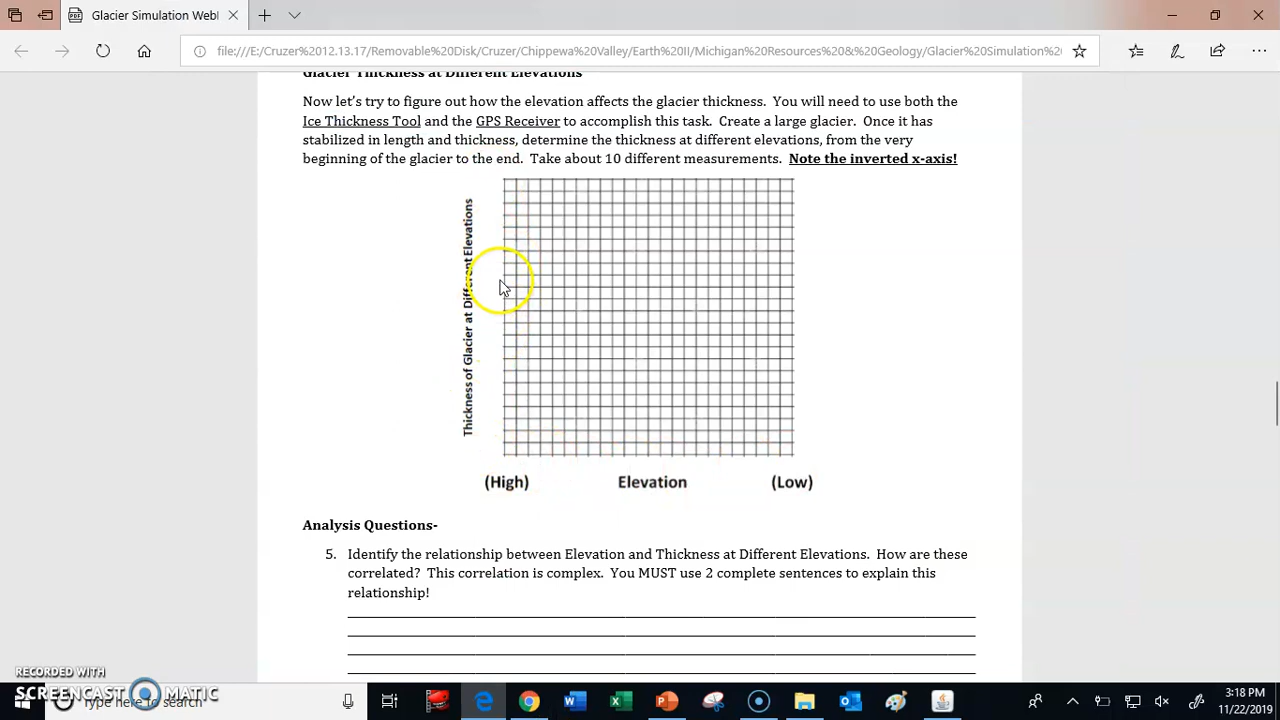 Glacier Simulation Webl
file:///E:/Cruzer%2012.13.17/Removable%20Disk/Cruzer/Chippewa%20Valley/Earth%20II/Michigan%20Resources%20&%20Geology/Glacier%20Simulation%20
Glacier Thickness at Different Elevations
Now let's try to figure out how the elevation affects the glacier thickness. You will need to use both the
Ice Thickness Tool and the GPS Receiver to accomplish this task. Create a large glacier. Once it has
stabilized in length and thickness, determine the thickness at different elevations, from the very
beginning of the glacier to the end. Take about 10 different measurements. Note the inverted x-axis!
Thickness of Glacier at Different Elevations
(High) Elevation (Low)
Analysis Questions-
5. Identify the relationship between Elevation and Thickness at Different Elevations. How are these
correlated? This correlation is complex. You MUST use 2 complete sentences to explain this
relationship!
RECORDED WITH
SCREENCAST MATIC
Type here to search
3:18 PM
11/22/2019